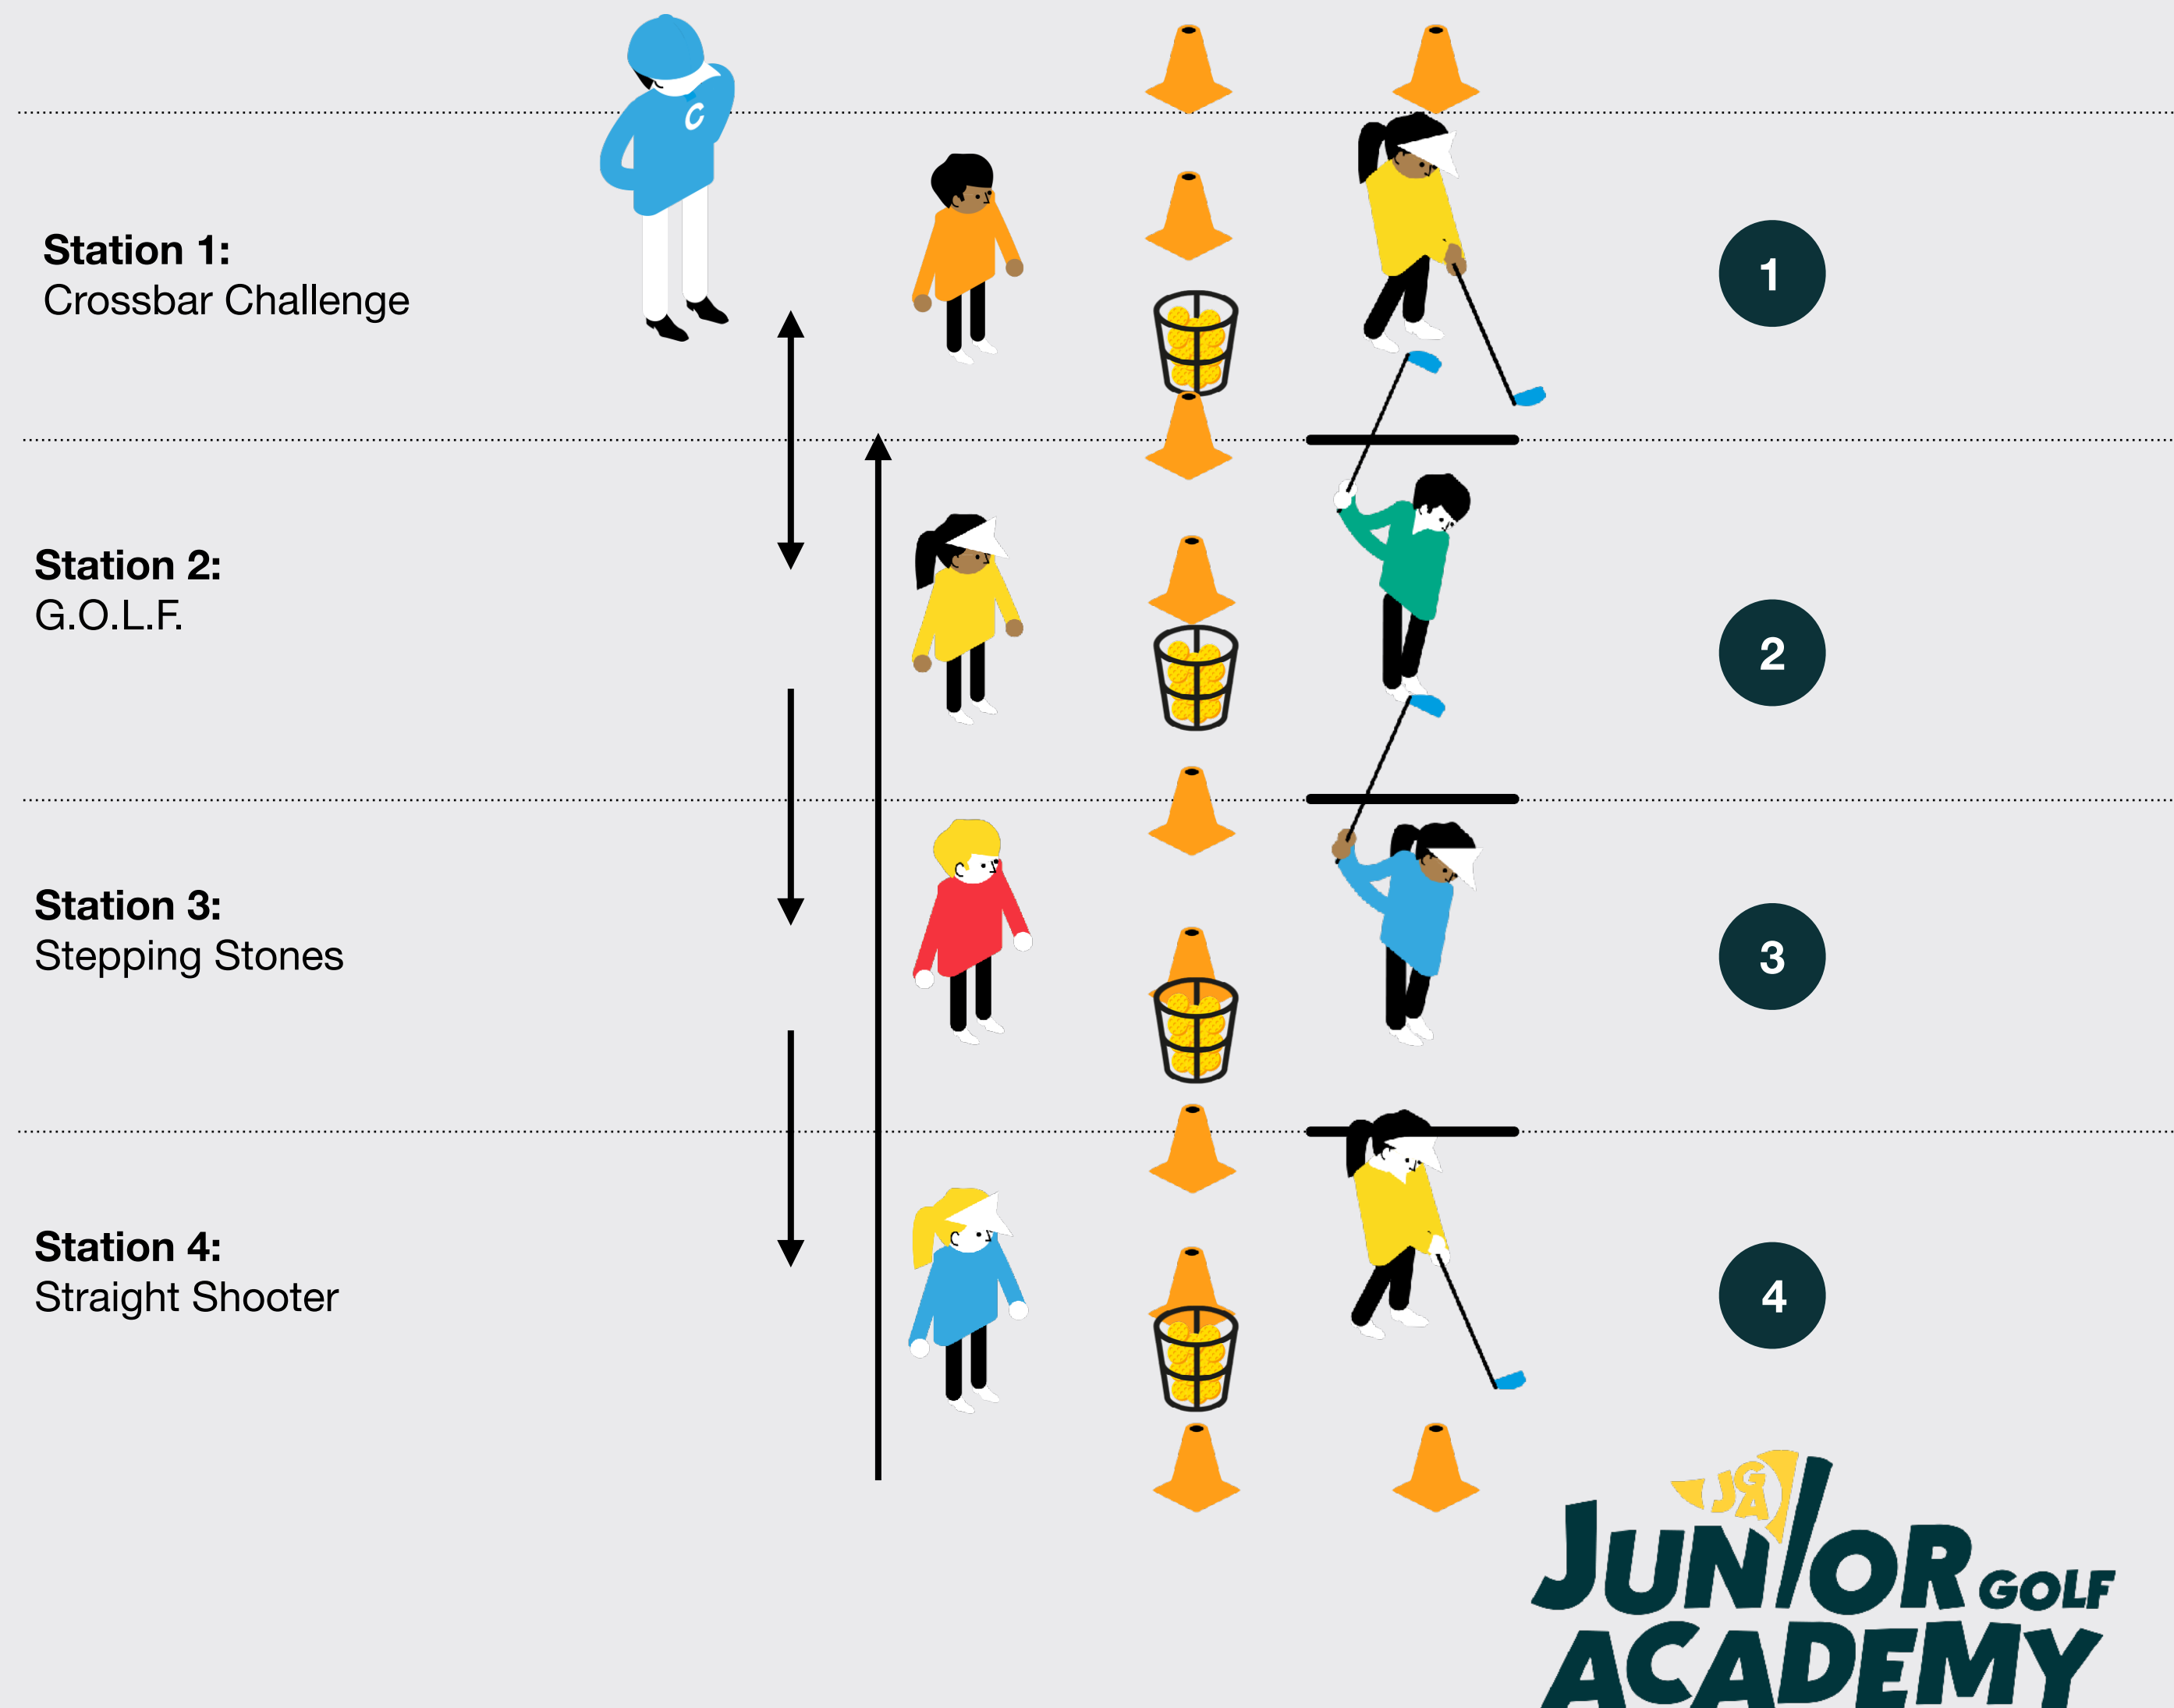 C
Station 1:
Crossbar Challenge
1
Station 2:
G.O.L.F.
2
Station 3:
Stepping Stones
3
Station 4:
Straight Shooter
4
JGA
JUNIOR GOLF
ACADEMY